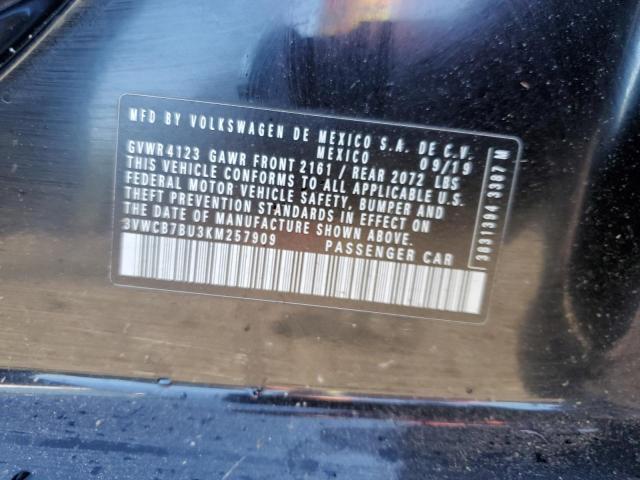 MFD BY VOLKSWAGEN DE MEXICO S.A. DE C.V.
MEXICO 09/19
GVWR 4123 GAWR FRONT 2161 / REAR 2072 LBS
THIS VEHICLE CONFORMS TO ALL APPLICABLE U.S.
FEDERAL MOTOR VEHICLE SAFETY, BUMPER AND
THEFT PREVENTION STANDARDS IN EFFECT ON
THE DATE OF MANUFACTURE SHOWN ABOVE.
3VWCB7BU3KM257909 PASSENGER CAR
3031304 3307 M